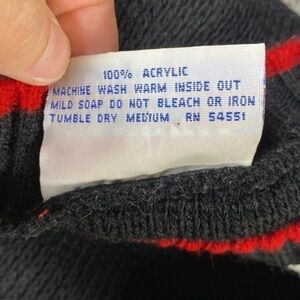 100% ACRYLIC
MACHINE WASH WARM INSIDE OUT
MILD SOAP DO NOT BLEACH OR IRON
TUMBLE DRY MEDIUM. RN 54551